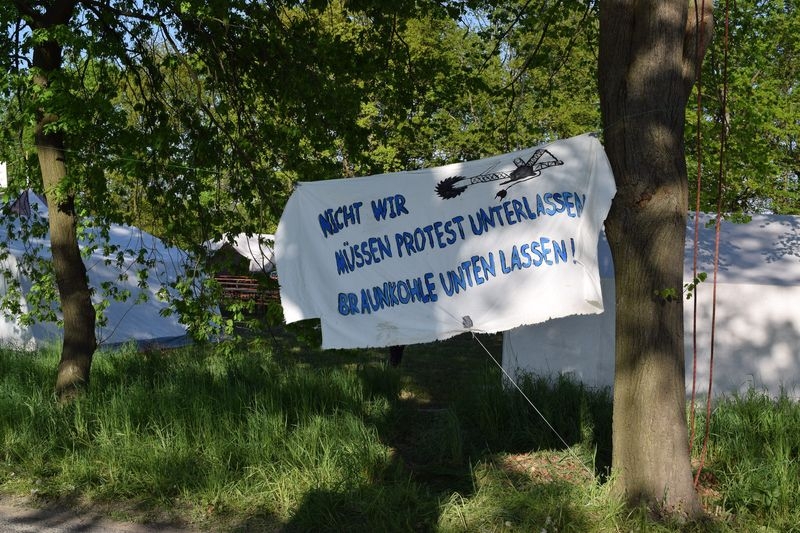 NICHT WIR
MÜSSEN PROTEST UNTERLASSEN
BRAUNKOHLE UNTEN LASSEN!